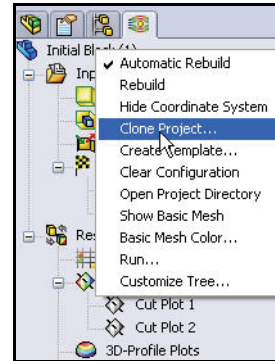 Initial Block (1)
Inp
Automatic Rebuild
Rebuild
Hide Coordinate System
Clone Project...
Create Template...
Clear Configuration
Open Project Directory
Show Basic Mesh
Basic Mesh Color...
Run...
Customize Tree...
Re
Cut Plot 1
Cut Plot 2
3D-Profile Plots